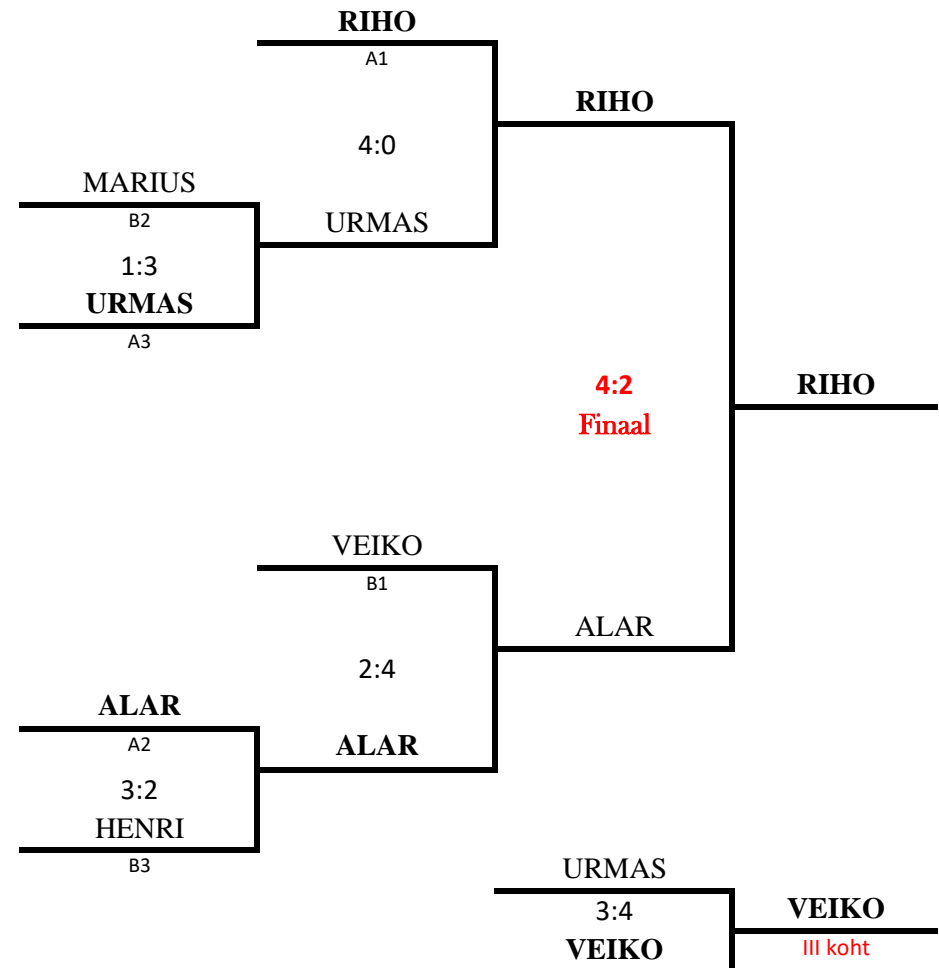 RIHO
A1
RIHO
4:0
MARIUS
B2
URMAS
1:3
URMAS
A3
4:2
Finaal
RIHO
VEIKO
B1
ALAR
2:4
ALAR
A2
ALAR
3:2
HENRI
B3
URMAS
3:4
VEIKO
VEIKO
III koht